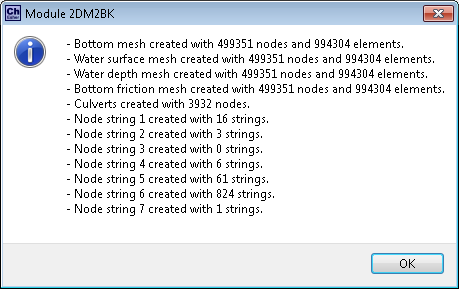 Ch
Module 2DM2BK
- Bottom mesh created with 499351 nodes and 994304 elements.
- Water surface mesh created with 499351 nodes and 994304 elements.
- Water depth mesh created with 499351 nodes and 994304 elements.
- Bottom friction mesh created with 499351 nodes and 994304 elements.
- Culverts created with 3932 nodes.
- Node string 1 created with 16 strings.
- Node string 2 created with 3 strings.
- Node string 3 created with 0 strings.
- Node string 4 created with 6 strings.
- Node string 5 created with 61 strings.
- Node string 6 created with 824 strings.
- Node string 7 created with 1 strings.
OK